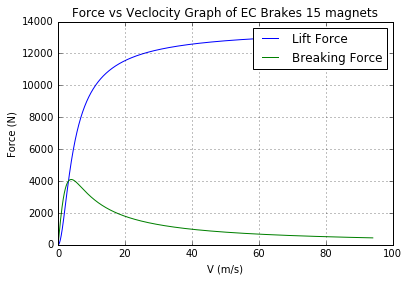 Force vs Veclocity Graph of EC Brakes 15 magnets
14000
12000
10000
8000
6000
4000
2000
0
Force (N)
Lift Force
Breaking Force
0 20 40 60 80 100
V (m/s)